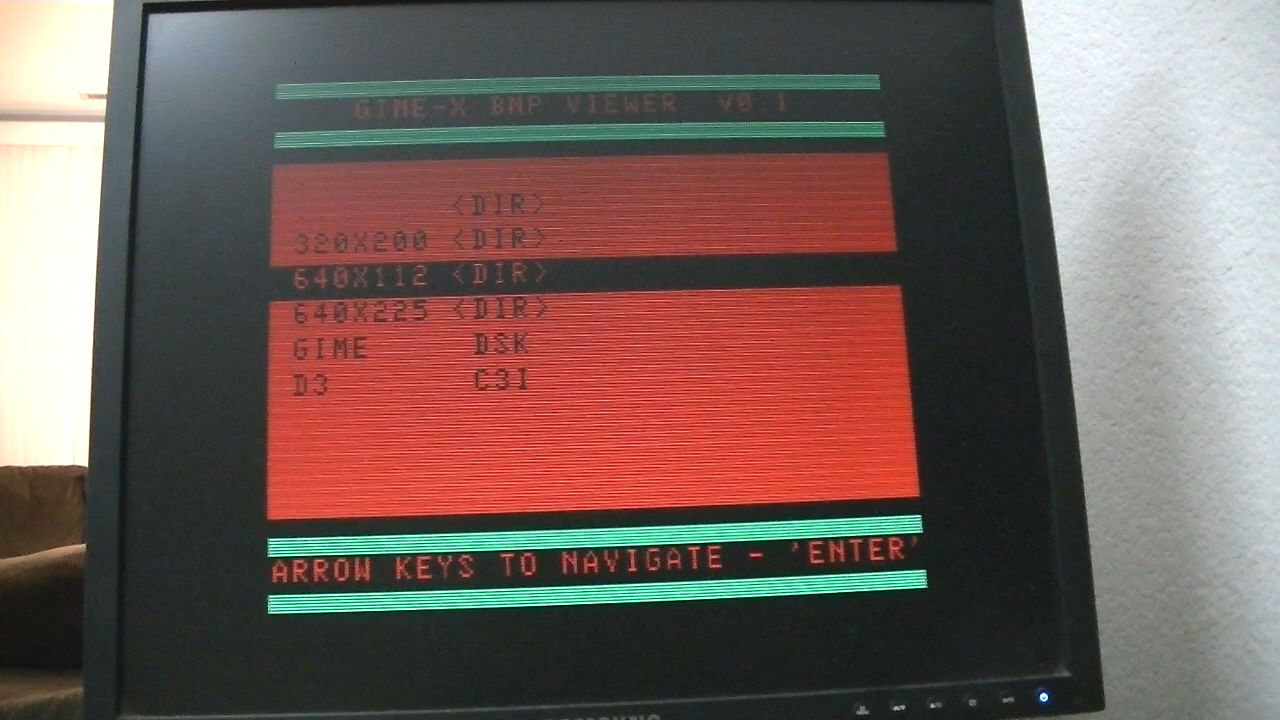 GIME-X BMP VIEWER V0.1
<DIR>
320X200 <DIR>
640X112 <DIR>
640X225 <DIR>
GIME DSK
D3 C3I
ARROW KEYS TO NAVIGATE - 'ENTER'